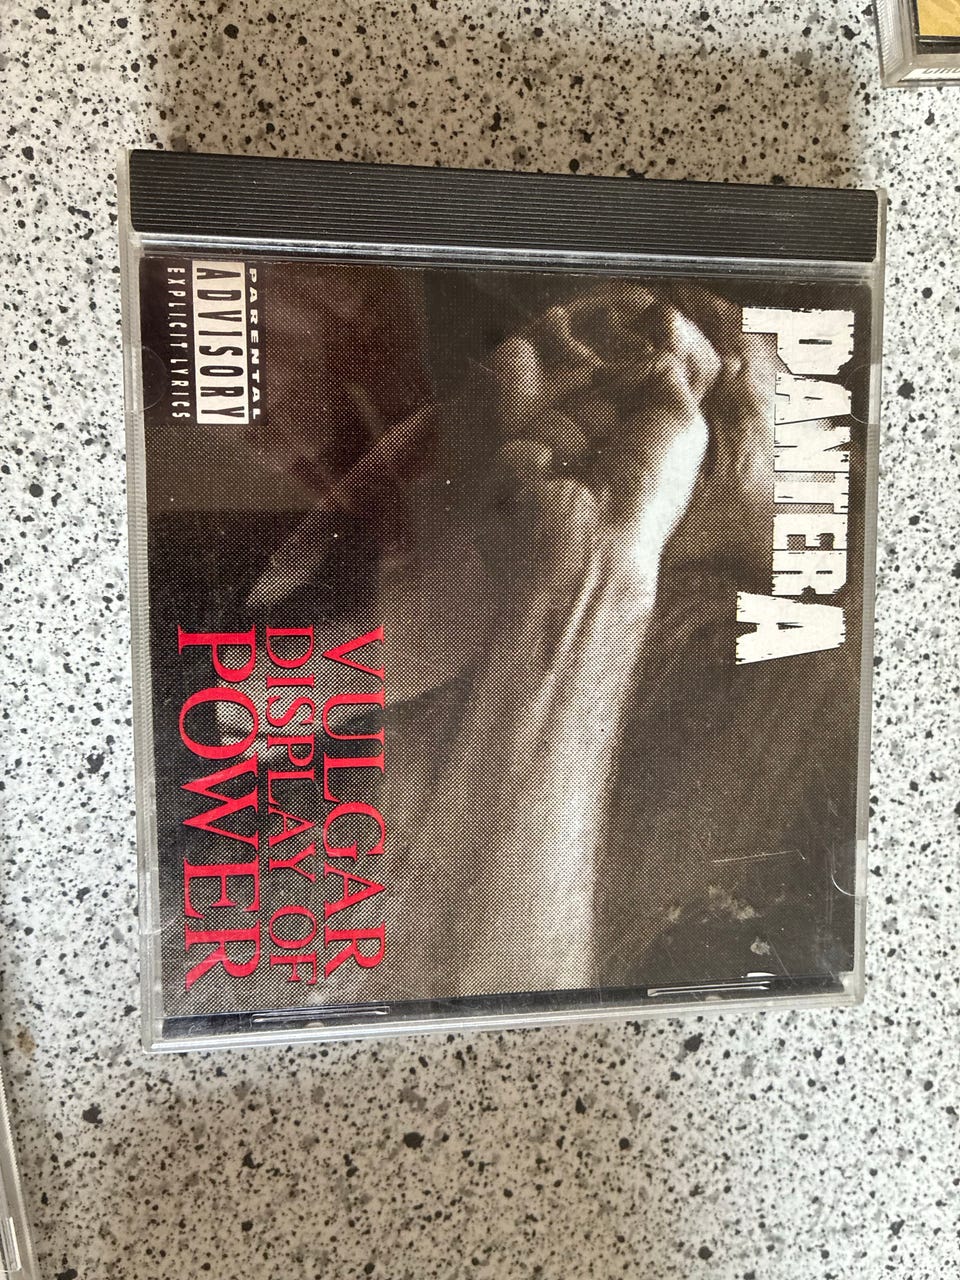 PANTERA
VULGAR
DISPLAY OF
POWER
PARENTAL
ADVISORY
EXPLICIT LYRICS